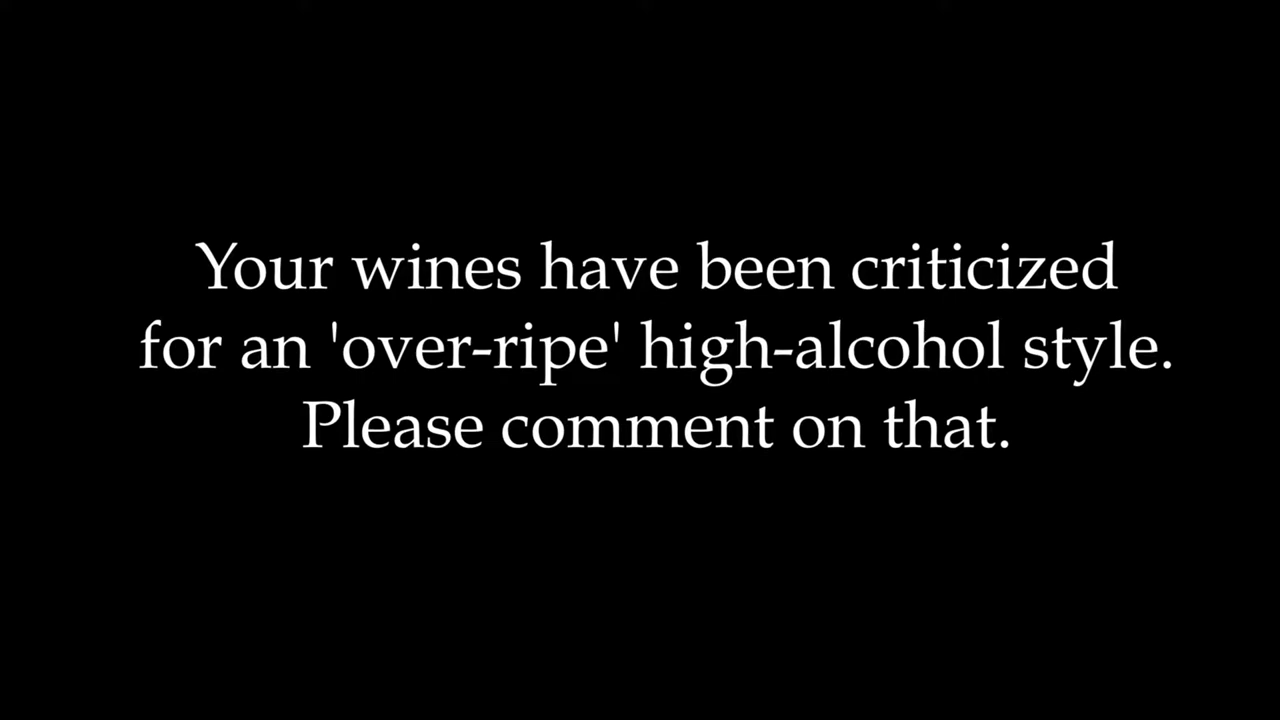 Your wines have been criticized
for an 'over-ripe' high-alcohol style.
Please comment on that.